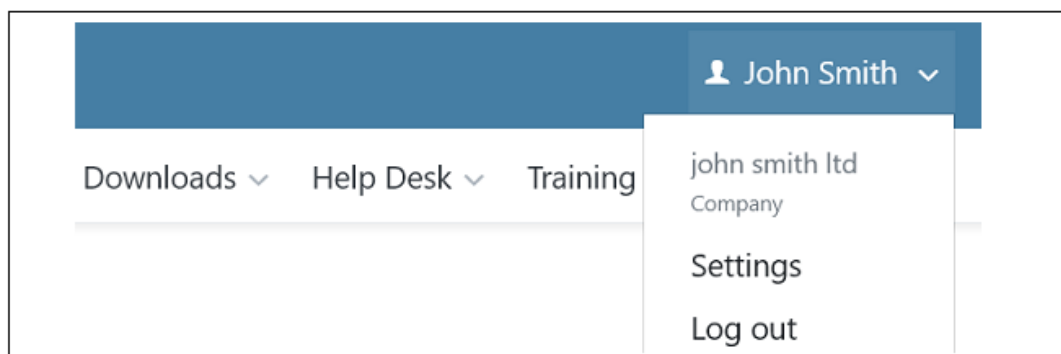 John Smith
Downloads Help Desk Training
john smith ltd
Company
Settings
Log out